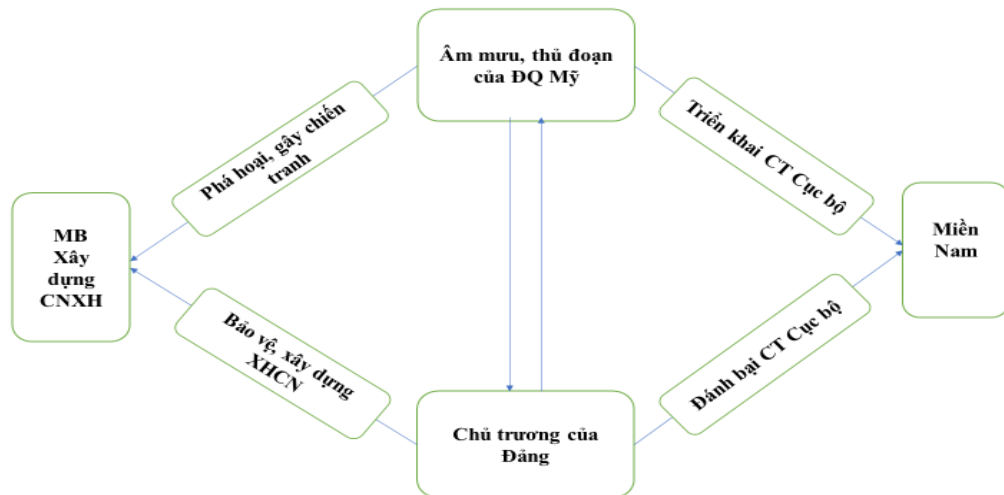 Âm mưu, thủ đoạn
của ĐQ Mỹ
Phá hoại, gây chiến
tranh
Triển khai CT Cục bộ
MB
Xây
dựng
CNXH
Miền
Nam
Bảo vệ, xây dựng
XHCN
Đánh bại CT Cục bộ
Chủ trương của
Đảng